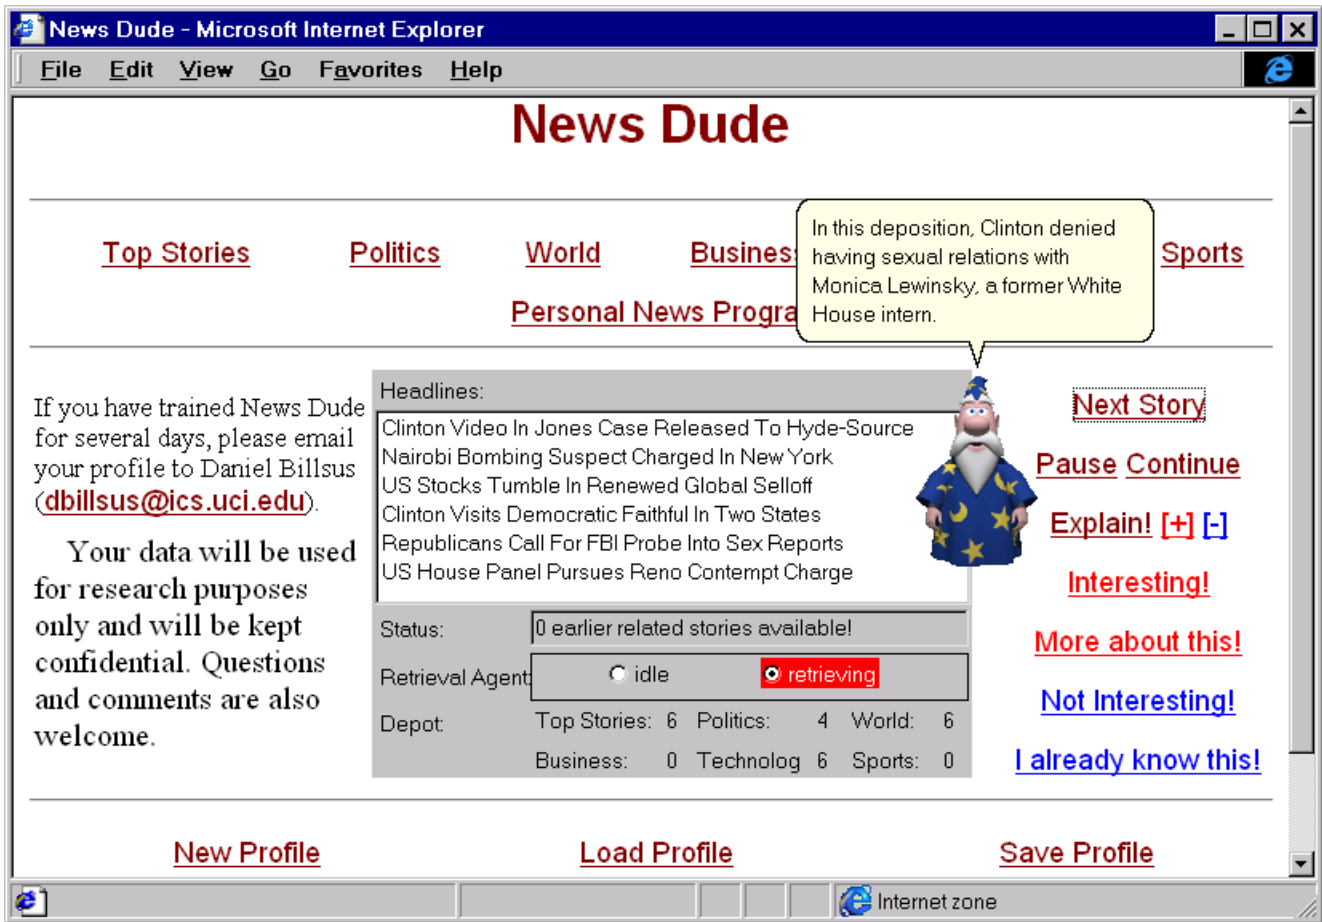 News Dude - Microsoft Internet Explorer
File Edit View Go Favorites Help
News Dude
Top Stories Politics World Business Sports
Personal News Progra
In this deposition, Clinton denied
having sexual relations with
Monica Lewinsky, a former White
House intern.
If you have trained News Dude
for several days, please email
your profile to Daniel Billsus
(dbillsus@ics.uci.edu).
Your data will be used
for research purposes
only and will be kept
confidential. Questions
and comments are also
welcome.
Headlines:
Clinton Video In Jones Case Released To Hyde-Source
Nairobi Bombing Suspect Charged In New York
US Stocks Tumble In Renewed Global Selloff
Clinton Visits Democratic Faithful In Two States
Republicans Call For FBI Probe Into Sex Reports
US House Panel Pursues Reno Contempt Charge
Status: 0 earlier related stories available!
Retrieval Agent: idle retrieving
Depot: Top Stories: 6 Politics: 4 World: 6
Business: 0 Technolog 6 Sports: 0
Next Story
Pause Continue
Explain! [+] [-]
Interesting!
More about this!
Not Interesting!
I already know this!
New Profile Load Profile Save Profile
Internet zone